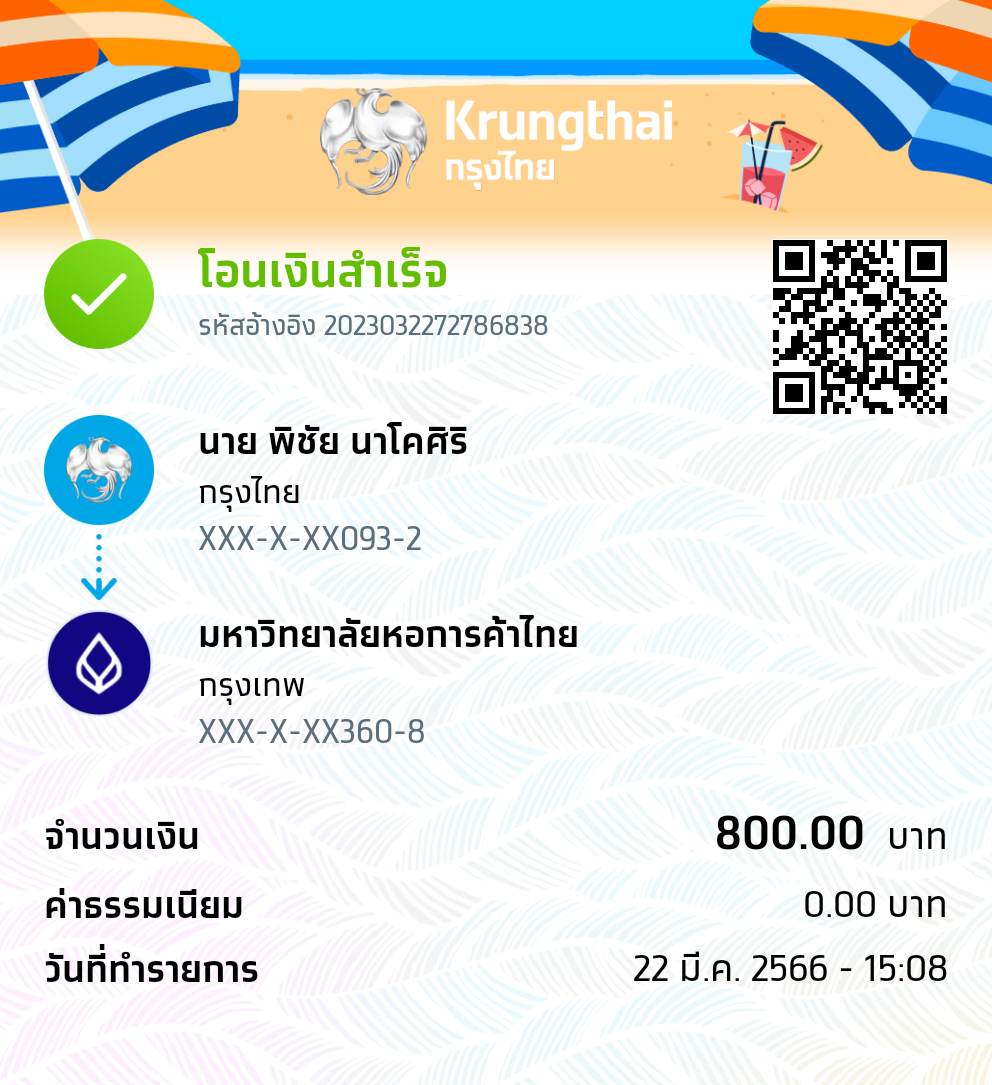 Krungthai
กรุงไทย
โอนเงินสำเร็จ
รหัสอ้างอิง 2023032272786838
นาย พิชัย นาโคศิริ
กรุงไทย
XXX-X-XX093-2
มหาวิทยาลัยหอการค้าไทย
กรุงเทพ
XXX-X-XX360-8
จำนวนเงิน 800.00 บาท
ค่าธรรมเนียม 0.00 บาท
วันที่ทำรายการ 22 มี.ค. 2566 - 15:08